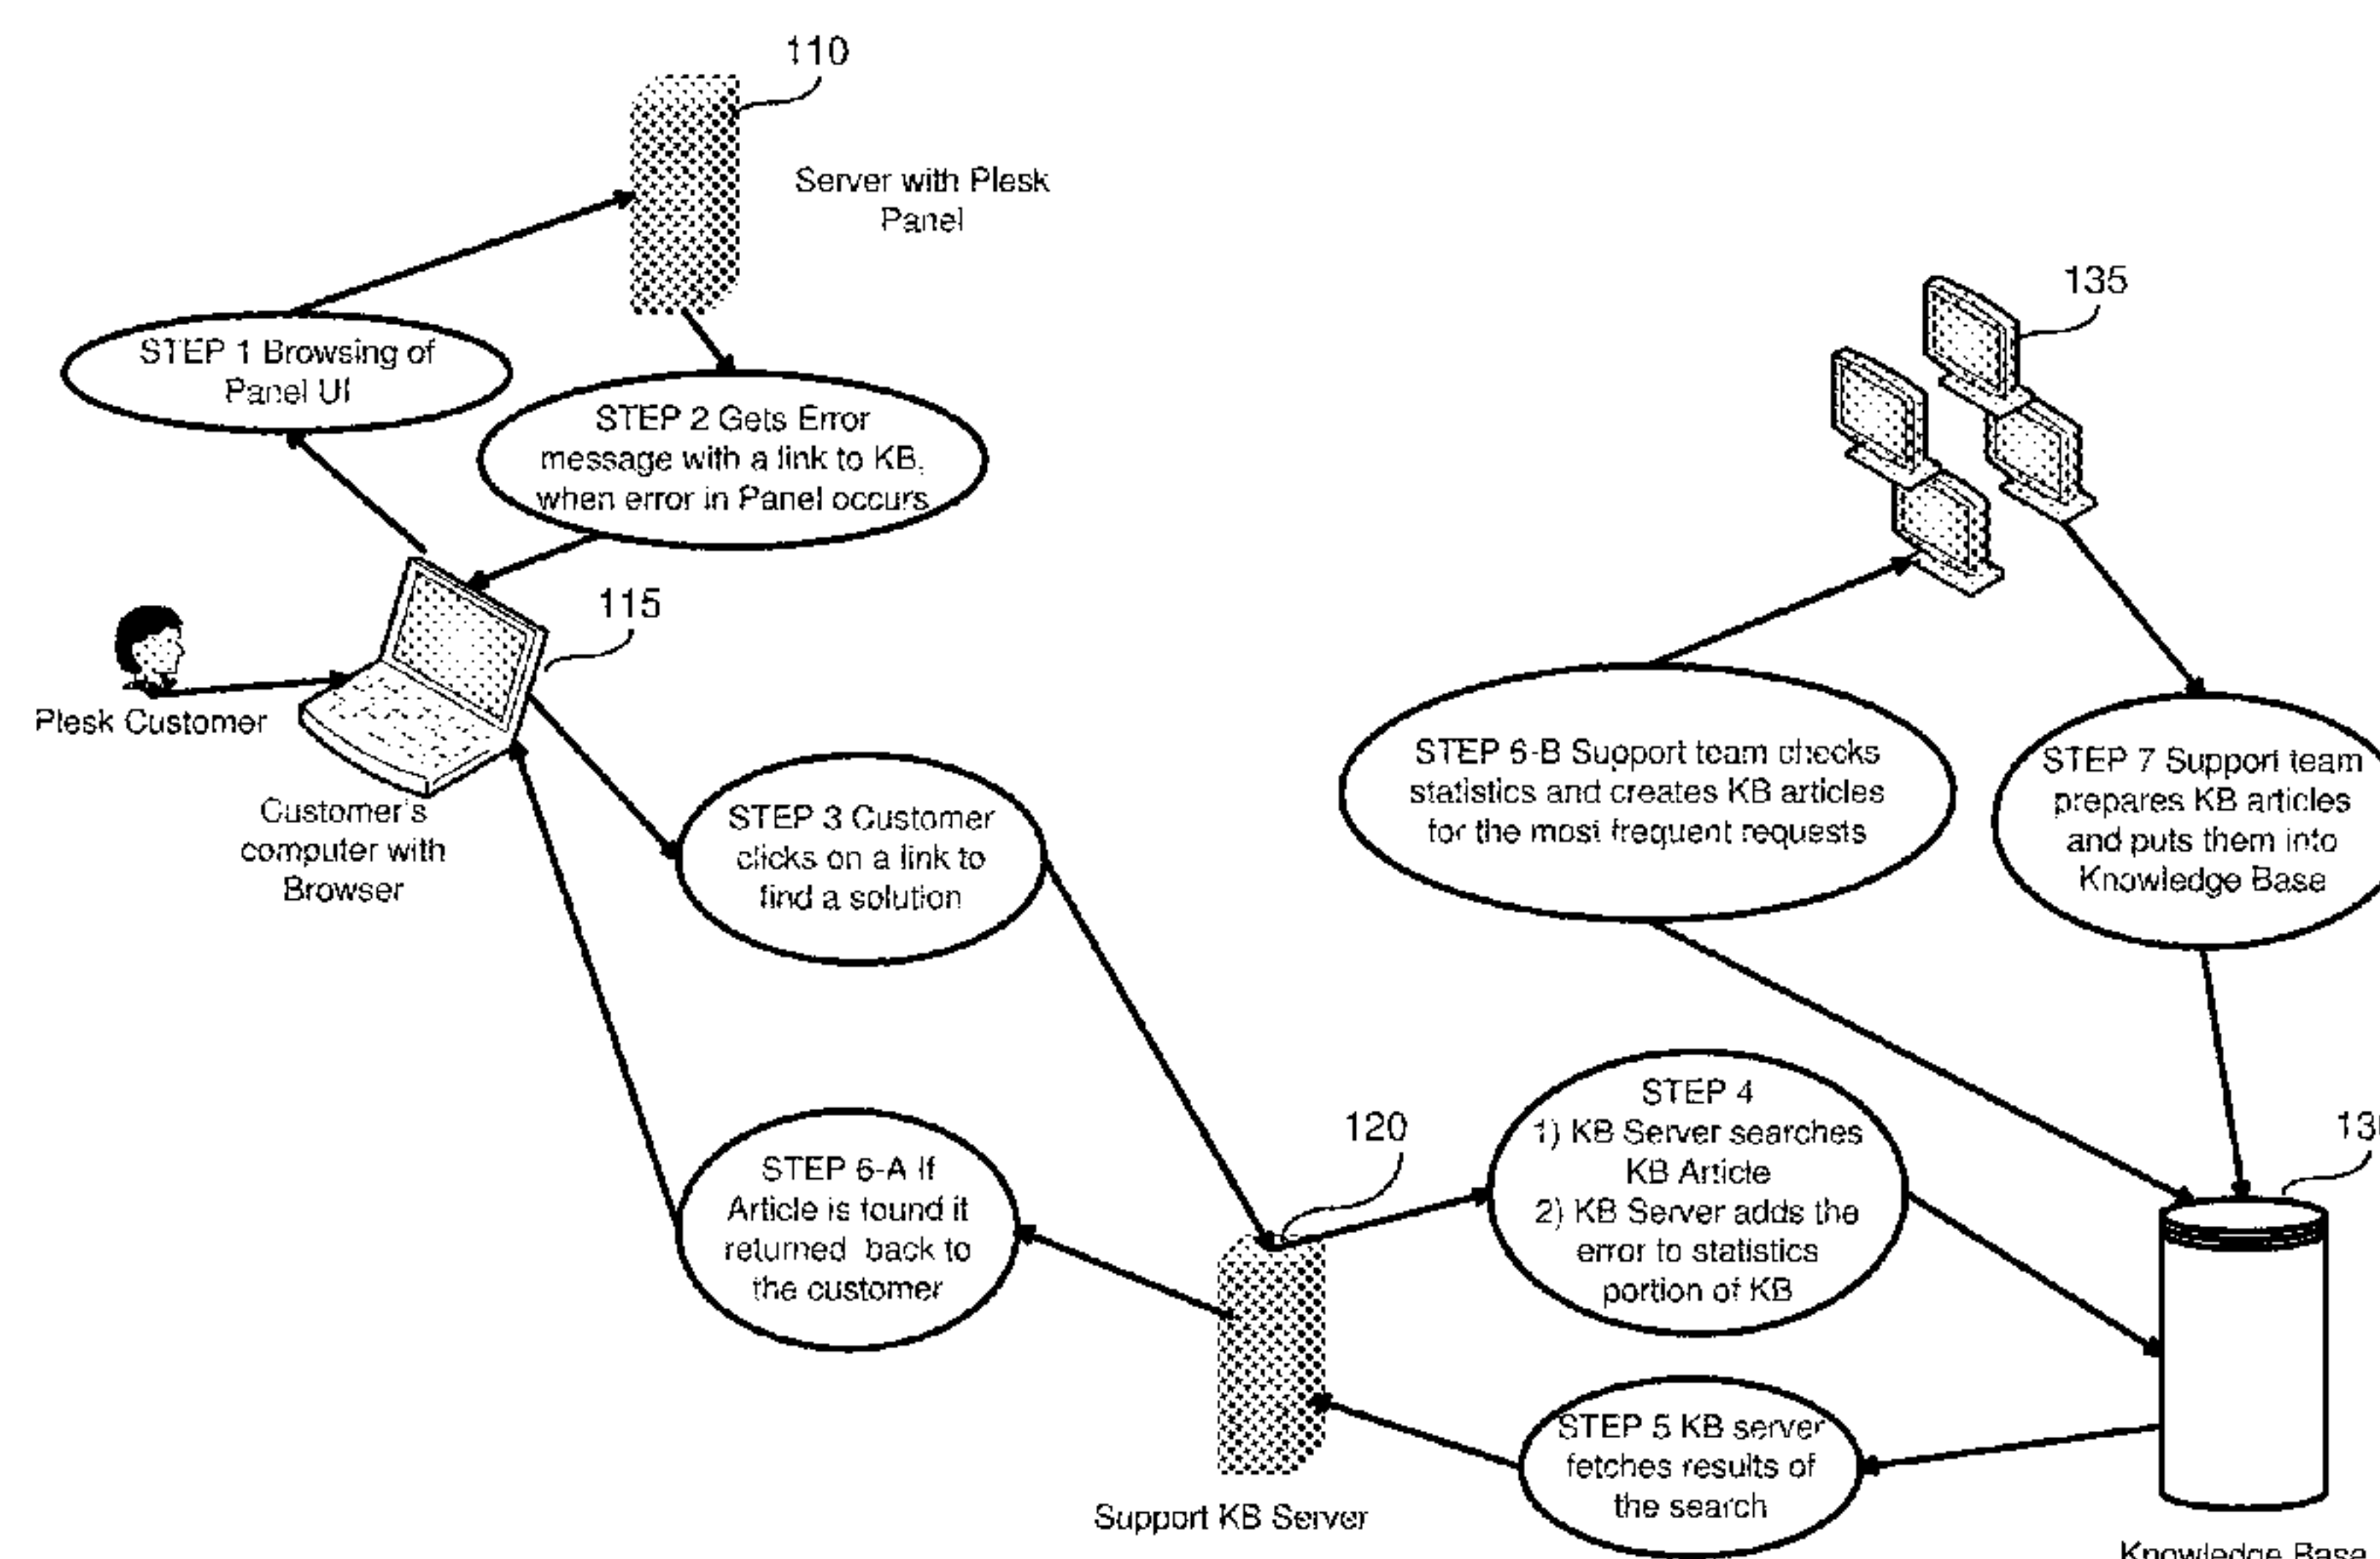 110
Server with Plesk
Panel
135
STEP 1 Browsing of
Panel UI
STEP 2 Gets Error
message with a link to KB,
when error in Panel occurs
115
Plesk Customer
Customer's
computer with
Browser
STEP 3 Customer
clicks on a link to
find a solution
STEP 6-B Support team checks
statistics and creates KB articles
for the most frequent requests
STEP 7 Support team
prepares KB articles
and puts them into
Knowledge Base
STEP 6-A If
Article is found it
returned back to
the customer
120
STEP 4
1) KB Server searches
KB Article
2) KB Server adds the
error to statistics
portion of KB
STEP 5 KB server
fetches results of
the search
Support KB Server
Knowledge Base